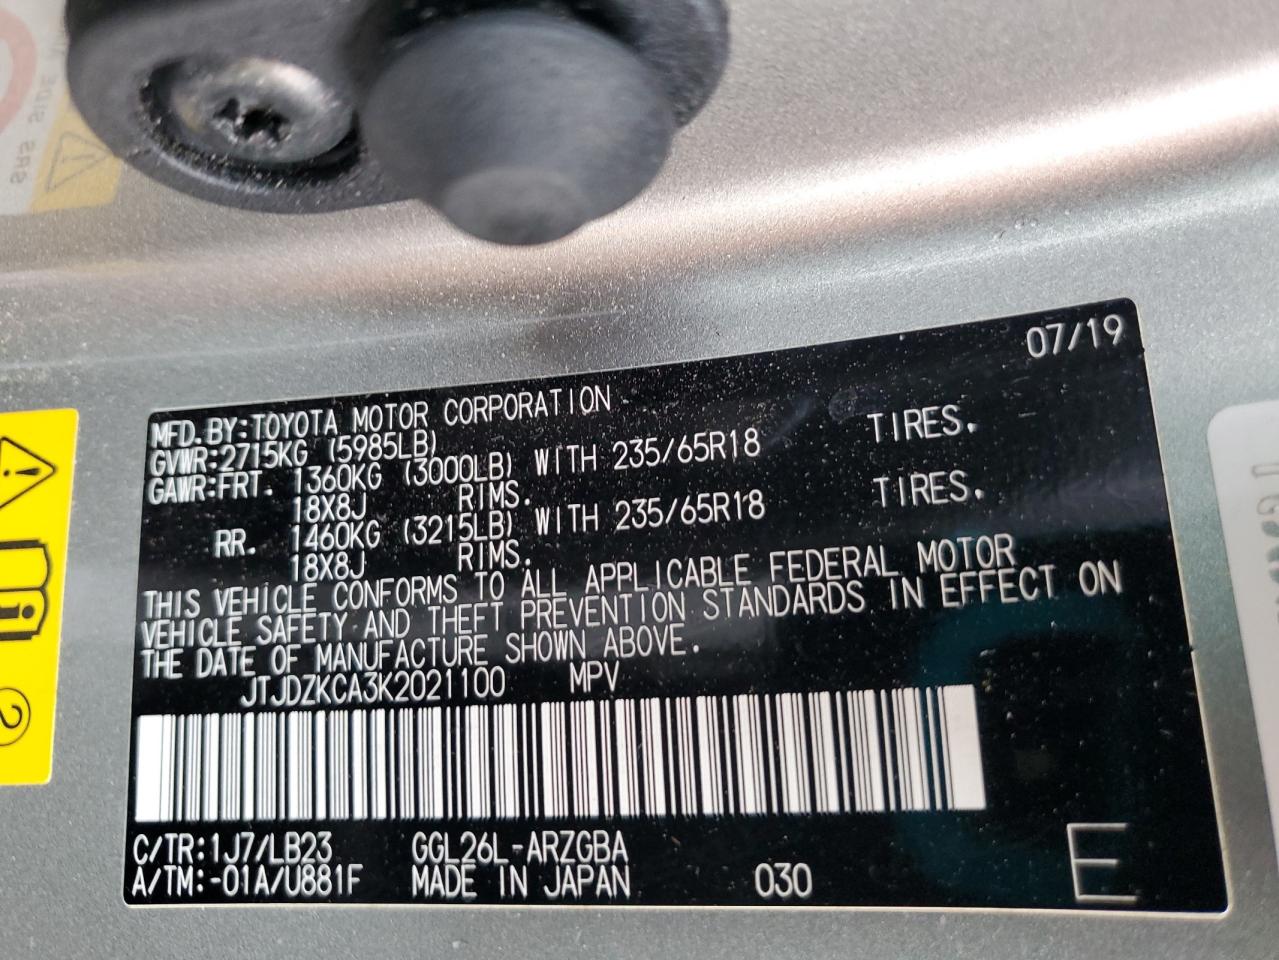 07/19
MFD.BY:TOYOTA MOTOR CORPORATION
GVWR:2715KG (5985LB)
GAWR:FRT. 1360KG (3000LB) WITH 235/65R18 TIRES.
18X8J RIMS.
RR. 1460KG (3215LB) WITH 235/65R18 TIRES.
18X8J RIMS.
THIS VEHICLE CONFORMS TO ALL APPLICABLE FEDERAL MOTOR
VEHICLE SAFETY AND THEFT PREVENTION STANDARDS IN EFFECT ON
THE DATE OF MANUFACTURE SHOWN ABOVE.
JTJDZKCA3K2021100 MPV
C/TR:1J7/LB23 GGL26L-ARZGBA
A/TM:-01A/U881F MADE IN JAPAN 030 E
2